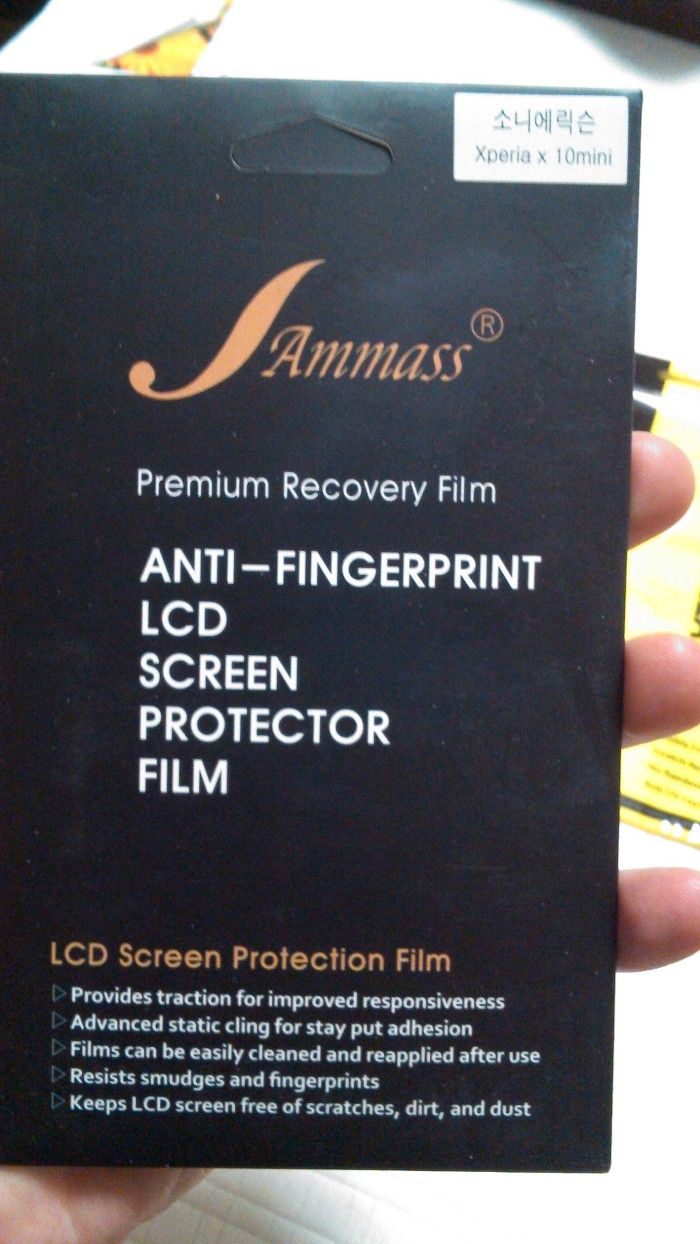 소니에릭슨
Xperia x 10mini
JAmmass®
Premium Recovery Film
ANTI-FINGERPRINT
LCD
SCREEN
PROTECTOR
FILM
LCD Screen Protection Film
▷Provides traction for improved responsiveness
▷Advanced static cling for stay put adhesion
▷Films can be easily cleaned and reapplied after use
▷Resists smudges and fingerprints
▷Keeps LCD screen free of scratches, dirt, and dust